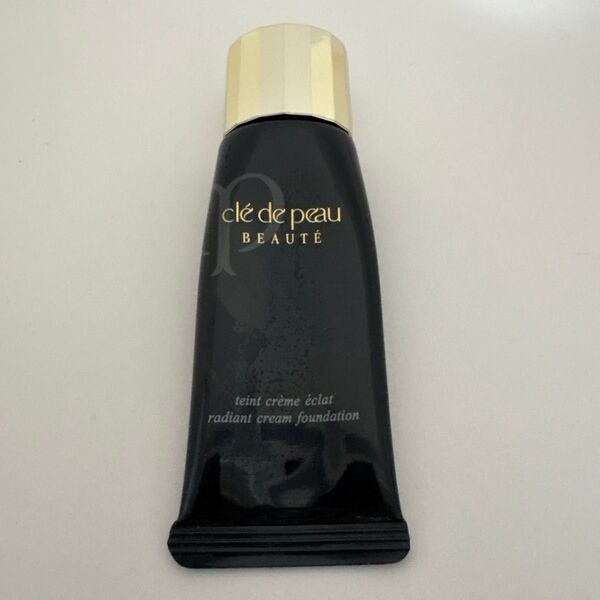 clé de peau
BEAUTÉ
teint crème éclat
radiant cream foundation